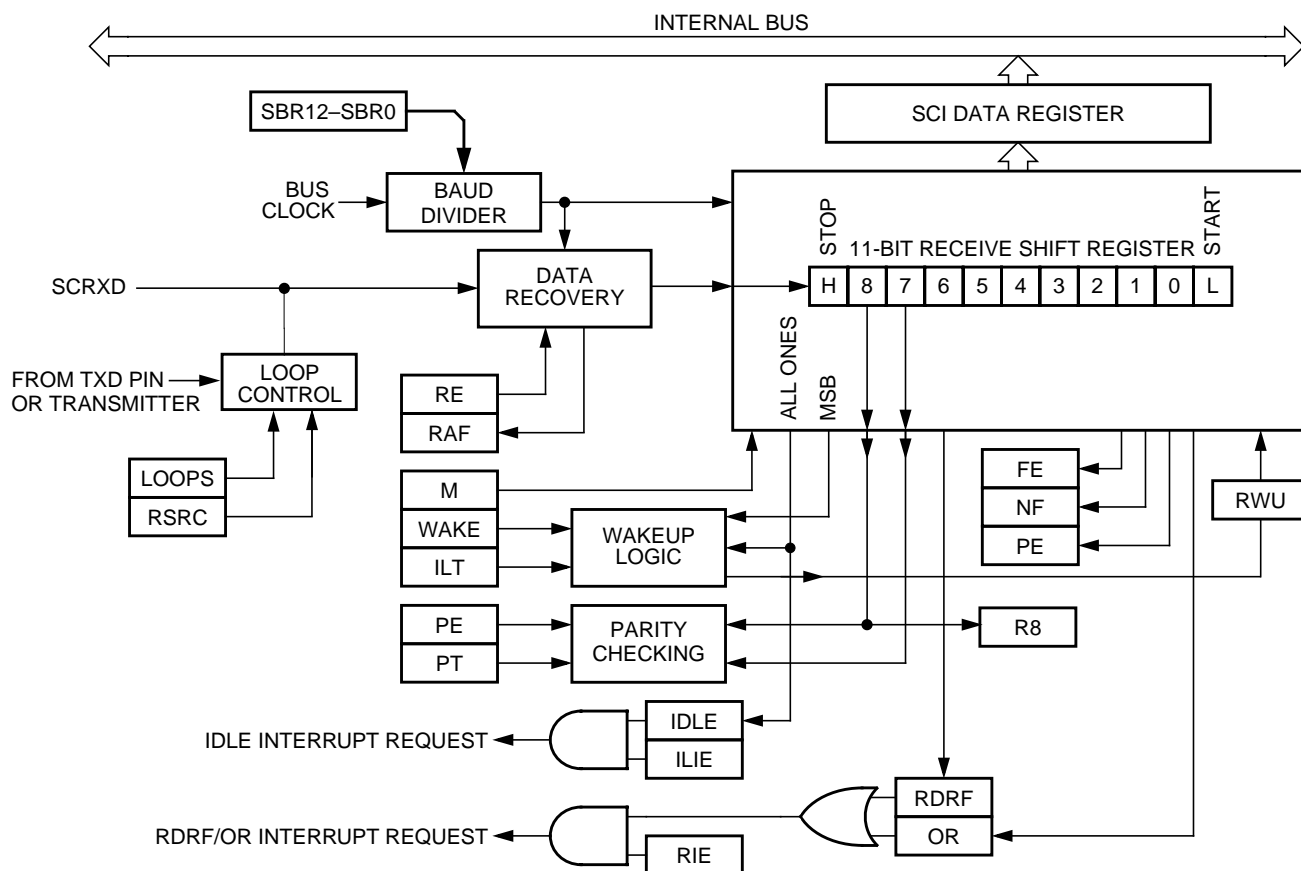 INTERNAL BUS
SBR12–SBR0
SCI DATA REGISTER
BUS
CLOCK
BAUD
DIVIDER
STOP
START
11-BIT RECEIVE SHIFT REGISTER
H 8 7 6 5 4 3 2 1 0 L
SCRXD
DATA
RECOVERY
ALL ONES
MSB
FROM TXD PIN
OR TRANSMITTER
LOOP
CONTROL
RE
RAF
LOOPS
RSRC
M
WAKE
ILT
WAKEUP
LOGIC
FE
NF
PE
RWU
PE
PT
PARITY
CHECKING
R8
IDLE INTERRUPT REQUEST
IDLE
ILIE
RDRF/OR INTERRUPT REQUEST
RDRF
OR
RIE